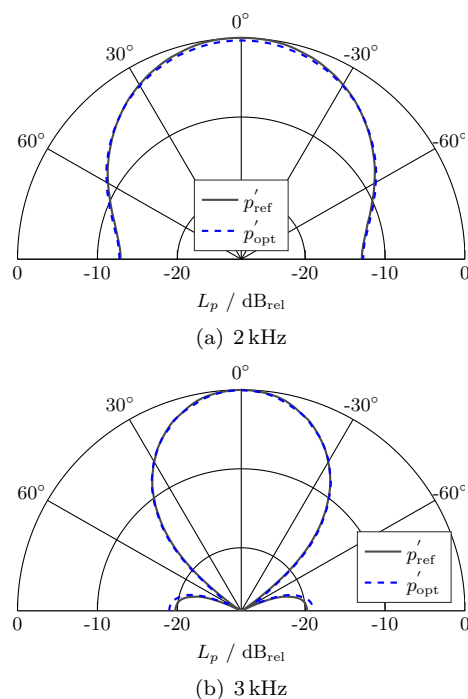 0°
30° -30°
60° -60°
p′ref
p′opt
0 -10 -20 -20 -10 0
Lp / dBrel
(a) 2 kHz
0°
30° -30°
60° -60°
p′ref
p′opt
0 -10 -20 -20 -10 0
Lp / dBrel
(b) 3 kHz